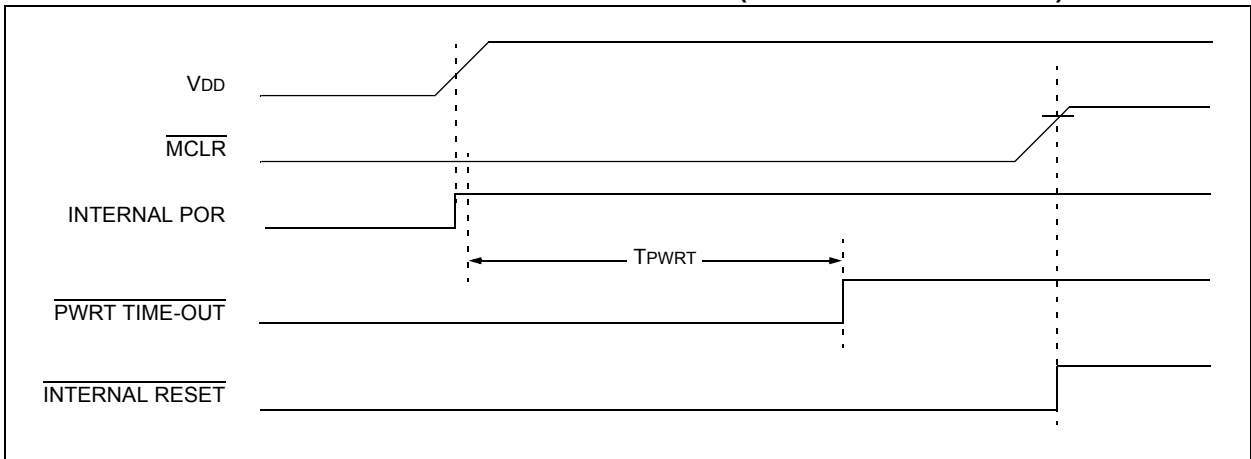 VDD
MCLR
INTERNAL POR
TPWRT
PWRT TIME-OUT
INTERNAL RESET